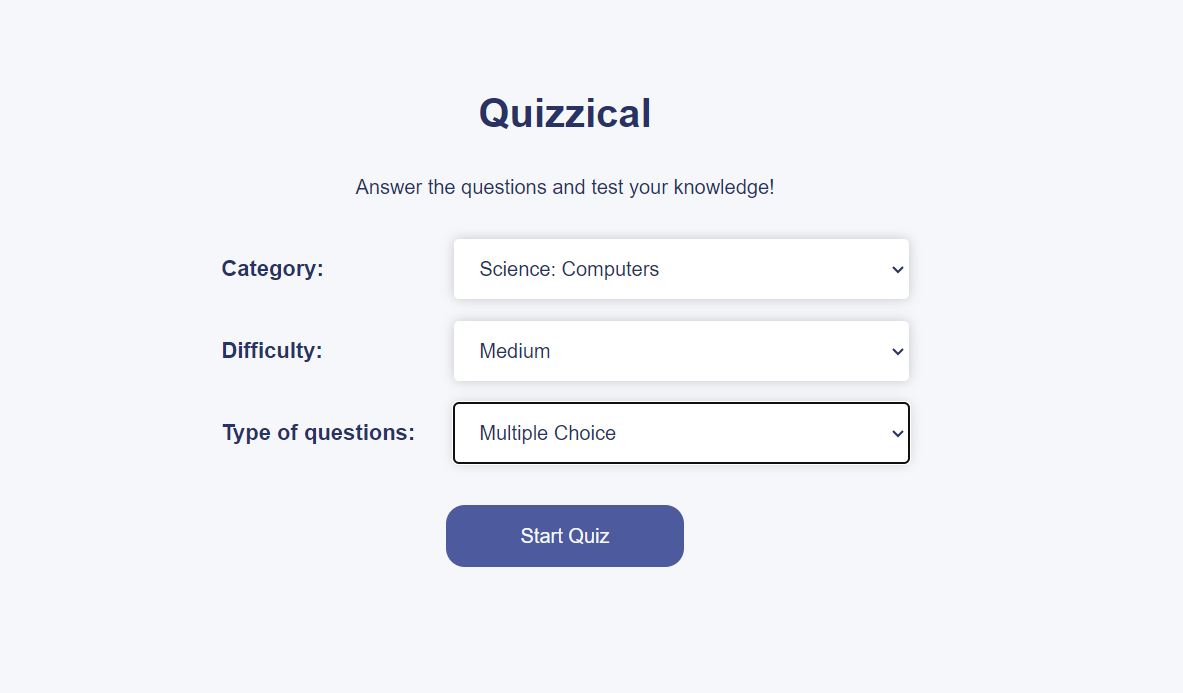 Quizzical
Answer the questions and test your knowledge!
Category: Science: Computers
Difficulty: Medium
Type of questions: Multiple Choice
Start Quiz